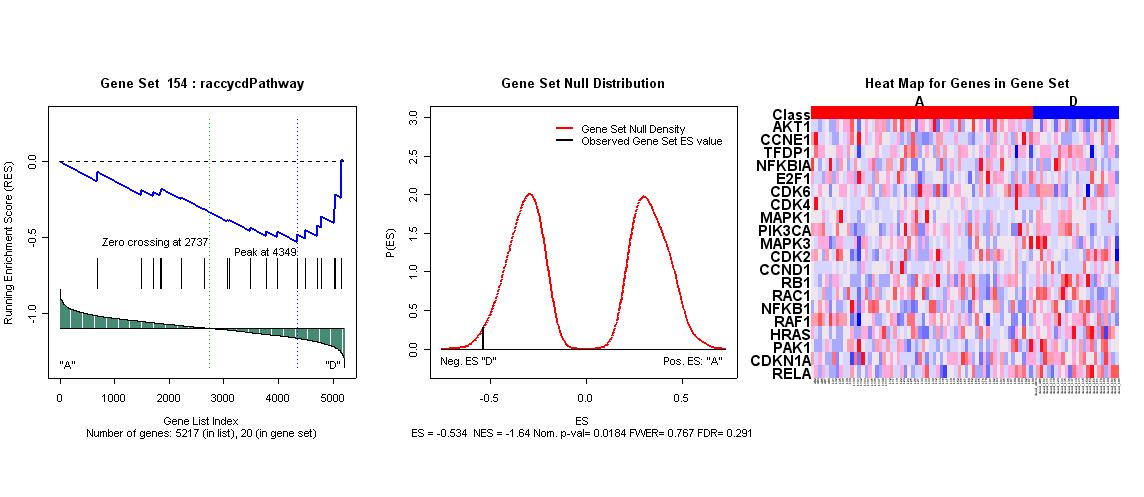 Gene Set  154 : raccycdPathway
Running Enrichment Score (RES)
0.0
-0.5
-1.0
Zero crossing at 2737
Peak at 4349
"A"
"D"
0 1000 2000 3000 4000 5000
Gene List Index
Number of genes: 5217 (in list), 20 (in gene set)
Gene Set Null Distribution
P(ES)
3.0
2.5
2.0
1.5
1.0
0.5
0.0
Gene Set Null Density
Observed Gene Set ES value
Neg. ES "D"
Pos. ES: "A"
-0.5 0.0 0.5
ES
ES = -0.534  NES = -1.64 Nom. p-val= 0.0184 FWER= 0.767 FDR= 0.291
Heat Map for Genes in Gene Set
A D
Class
AKT1
CCNE1
TFDP1
NFKBIA
E2F1
CDK6
CDK4
MAPK1
PIK3CA
MAPK3
CDK2
CCND1
RB1
RAC1
NFKB1
RAF1
HRAS
PAK1
CDKN1A
RELA